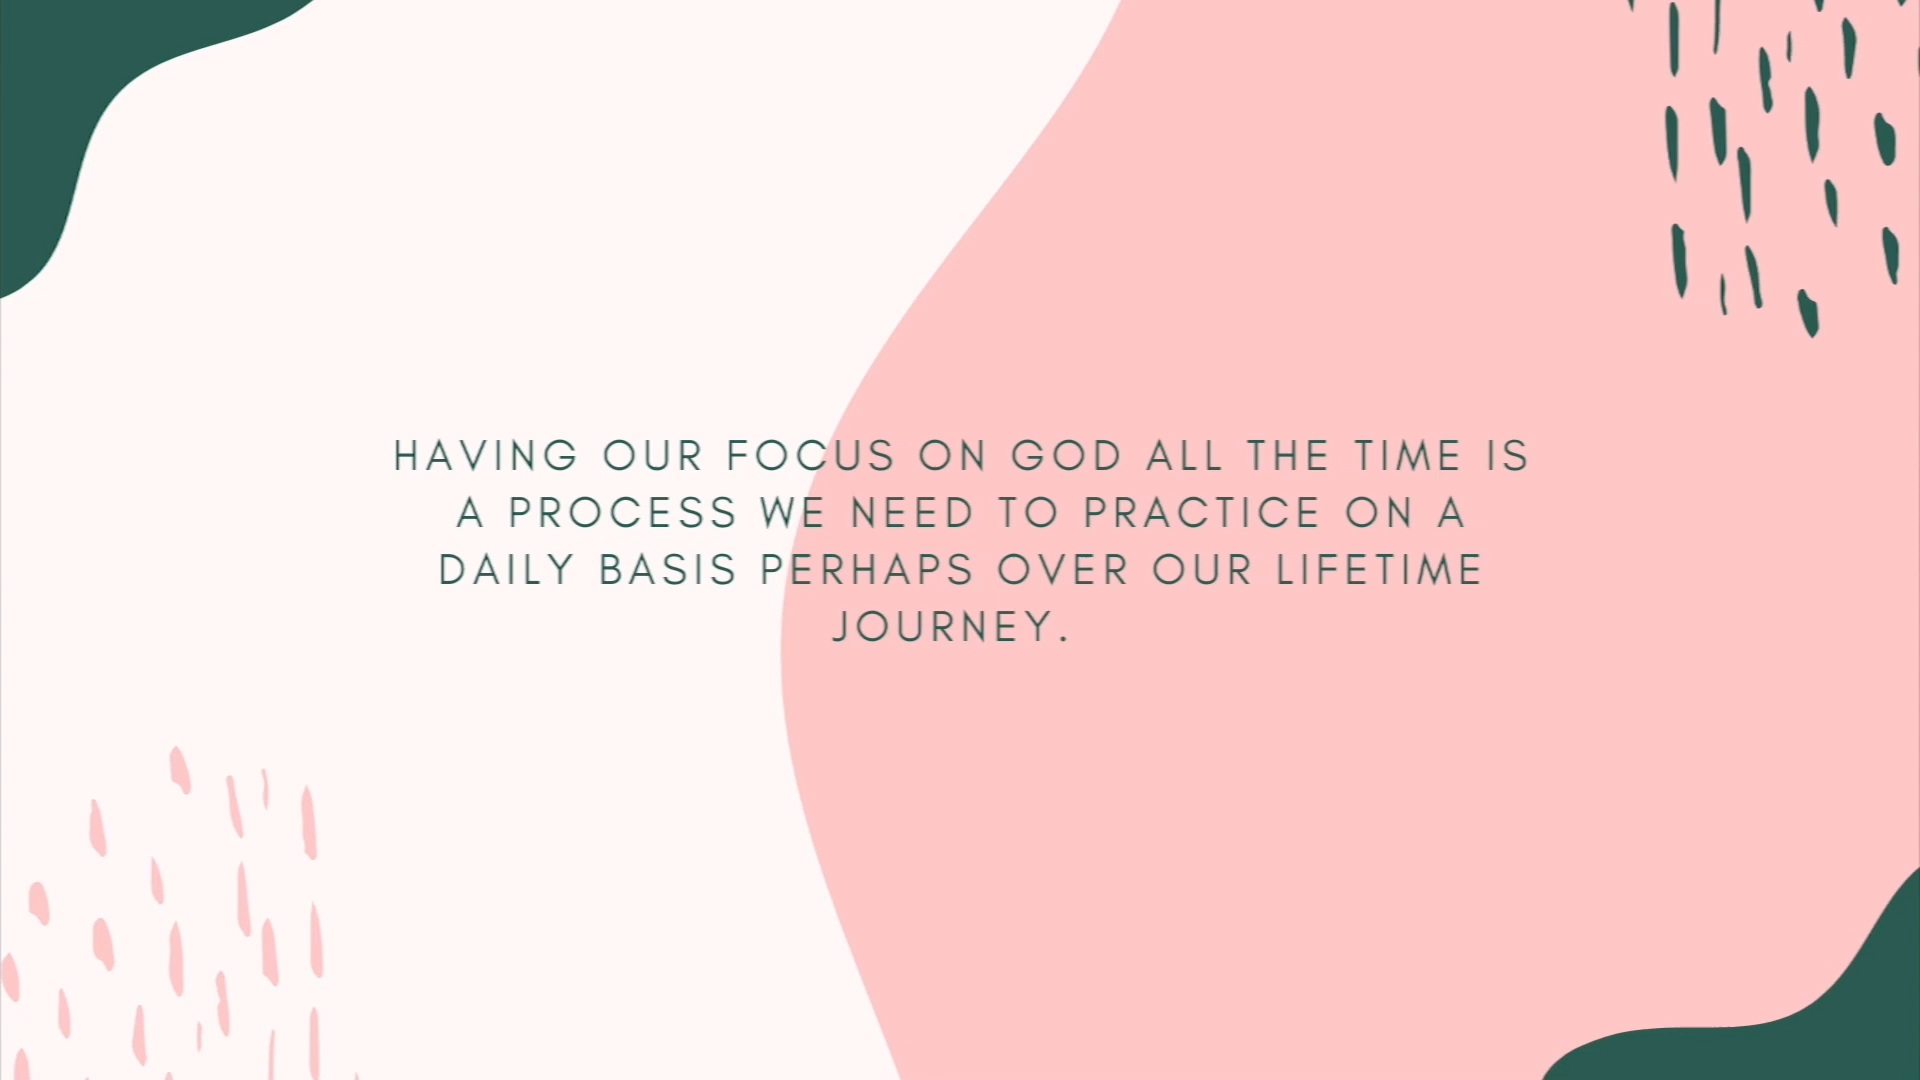 HAVING OUR FOCUS ON GOD ALL THE TIME IS
A PROCESS WE NEED TO PRACTICE ON A
DAILY BASIS PERHAPS OVER OUR LIFETIME
JOURNEY.